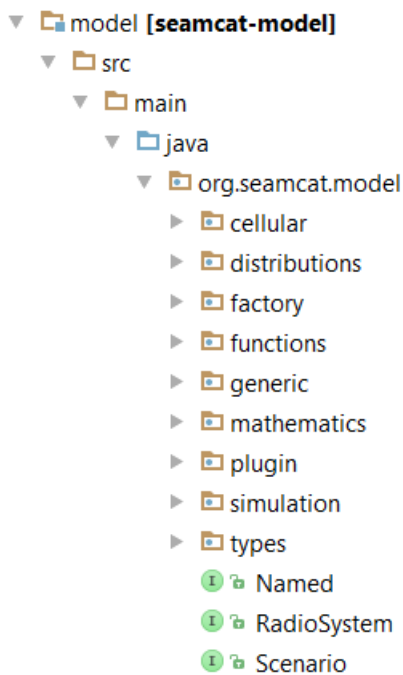 model [seamcat-model]
src
main
java
org.seamcat.model
cellular
distributions
factory
functions
generic
mathematics
plugin
simulation
types
I Named
I RadioSystem
I Scenario